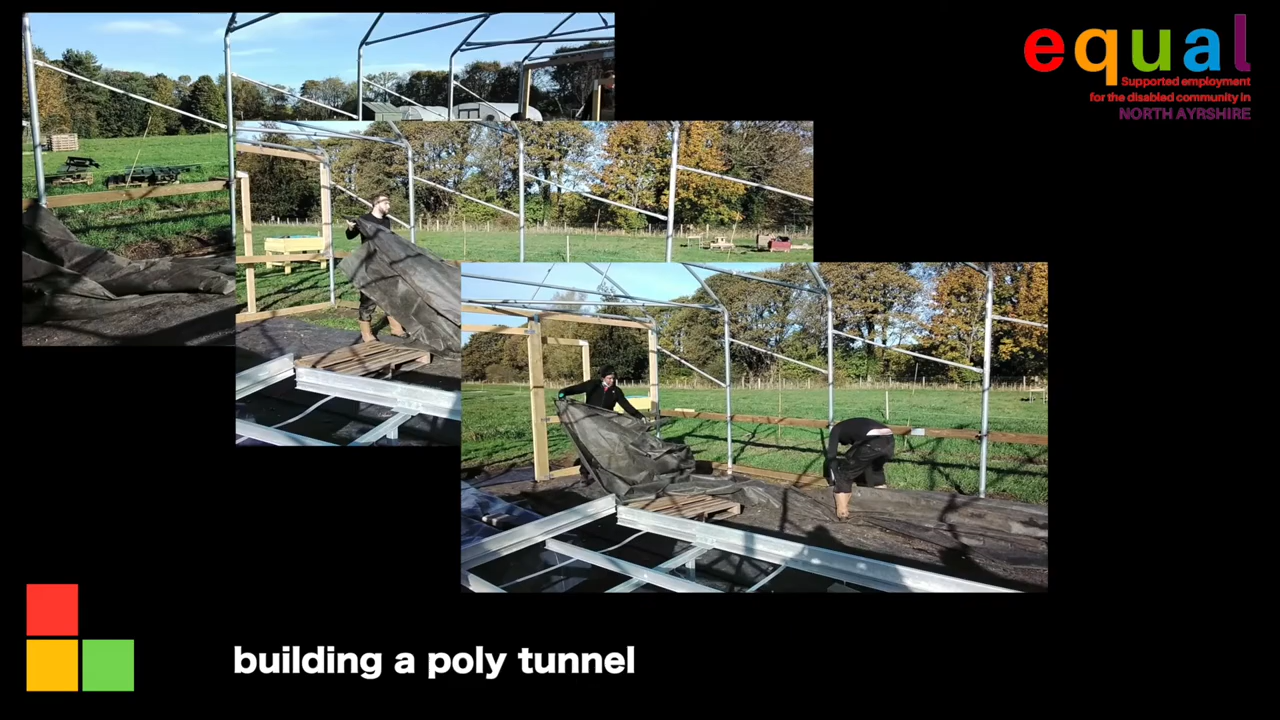 equal
Supported employment
for the disabled community in
NORTH AYRSHIRE
building a poly tunnel